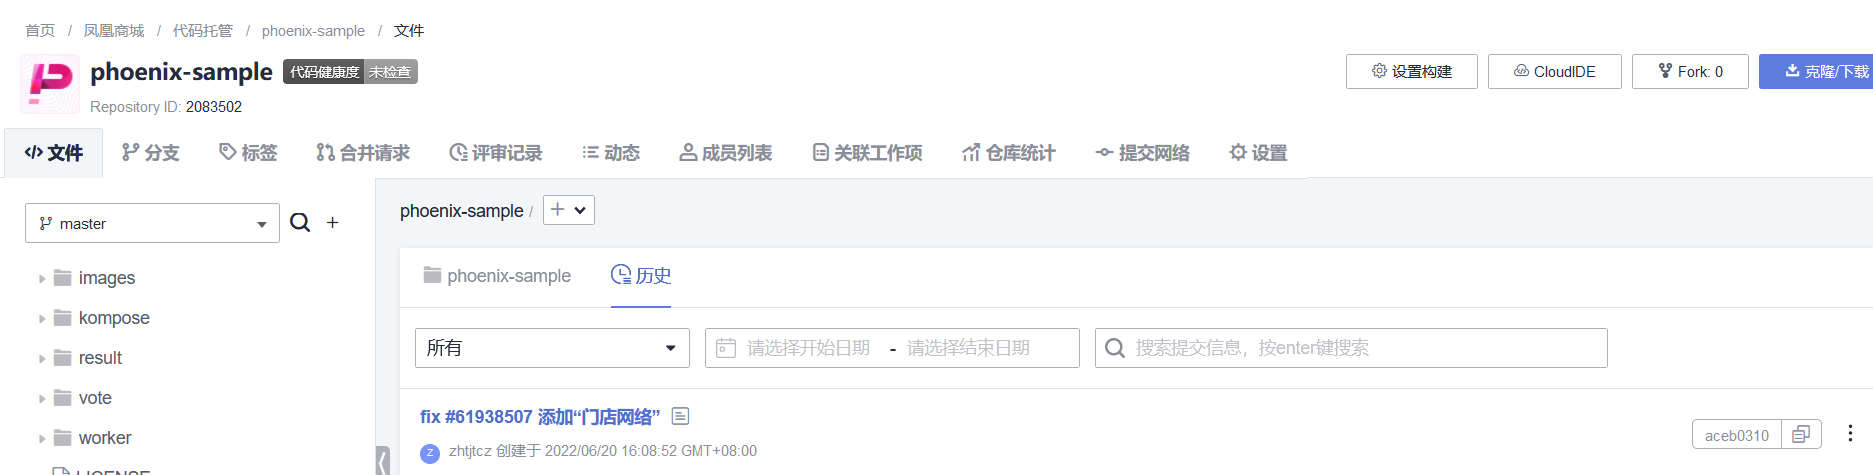 首页 / 凤凰商城 / 代码托管 / phoenix-sample / 文件
phoenix-sample 代码健康度 未检查
Repository ID: 2083502
设置构建 CloudIDE Fork: 0 克隆/下载
文件 分支 标签 合并请求 评审记录 动态 成员列表 关联工作项 仓库统计 提交网络 设置
master
images
kompose
result
vote
worker
LICENSE
phoenix-sample /
phoenix-sample 历史
所有 请选择开始日期 - 请选择结束日期 搜索提交信息，按enter键搜索
fix #61938507 添加“门店网络”
Z zhtjtcz 创建于 2022/06/20 16:08:52 GMT+08:00
aceb0310